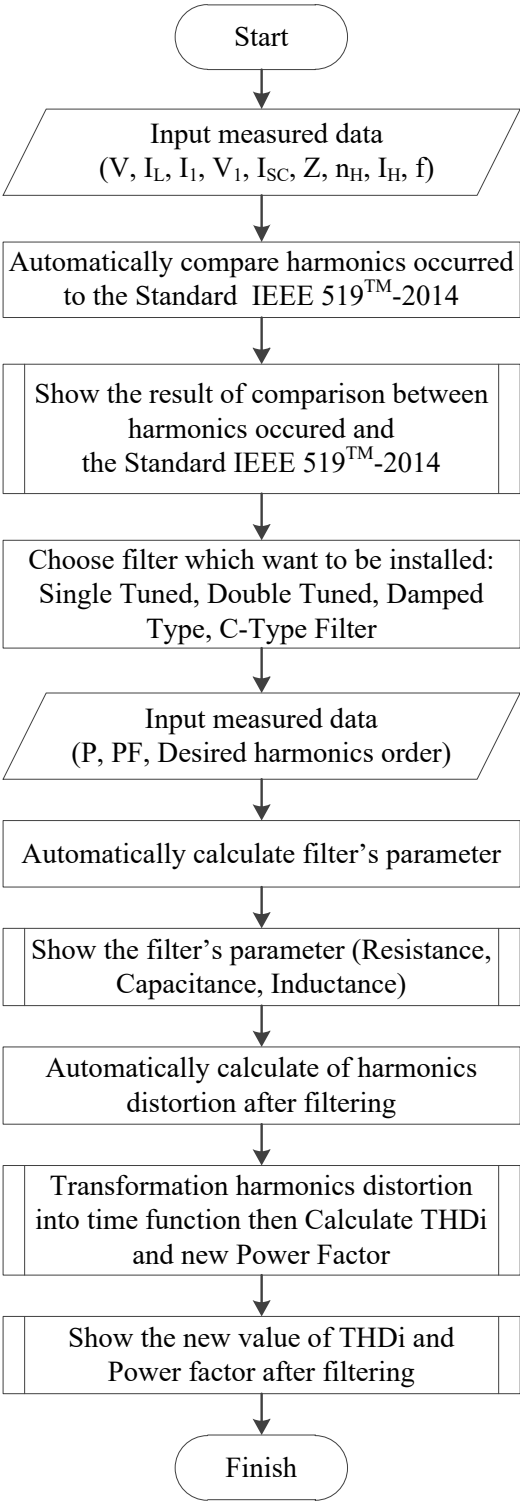 Start
Input measured data
(V, I_L, I_1, V_1, I_SC, Z, n_H, I_H, f)
Automatically compare harmonics occurred
to the Standard IEEE 519™-2014
Show the result of comparison between
harmonics occured and
the Standard IEEE 519™-2014
Choose filter which want to be installed:
Single Tuned, Double Tuned, Damped
Type, C-Type Filter
Input measured data
(P, PF, Desired harmonics order)
Automatically calculate filter’s parameter
Show the filter’s parameter (Resistance,
Capacitance, Inductance)
Automatically calculate of harmonics
distortion after filtering
Transformation harmonics distortion
into time function then Calculate THDi
and new Power Factor
Show the new value of THDi and
Power factor after filtering
Finish